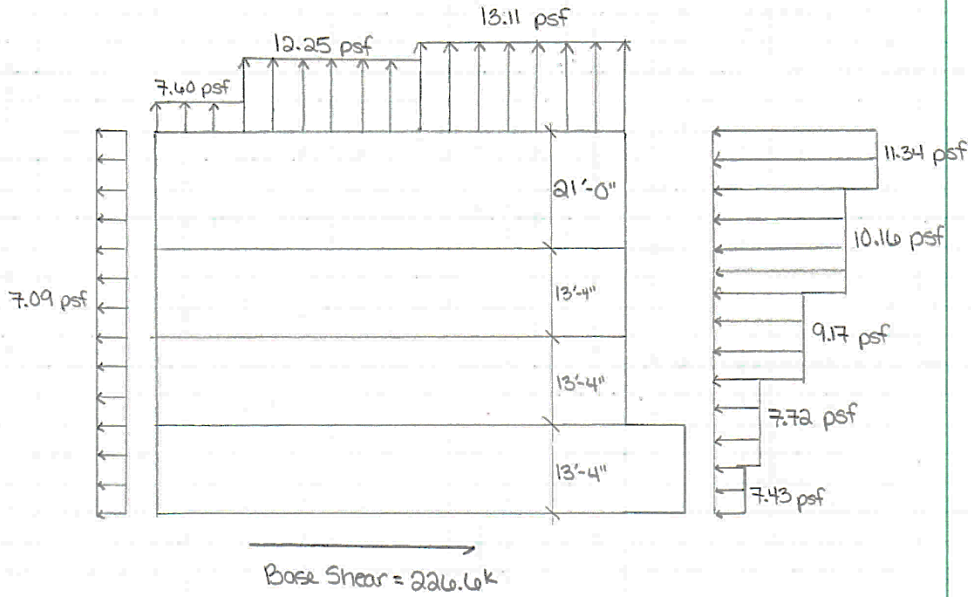 13.11 psf
12.25 psf
7.40 psf
11.34 psf
21'-0"
10.16 psf
13'-4"
7.09 psf
9.17 psf
13'-4"
7.72 psf
13'-4"
7.43 psf
Base Shear = 226.6k